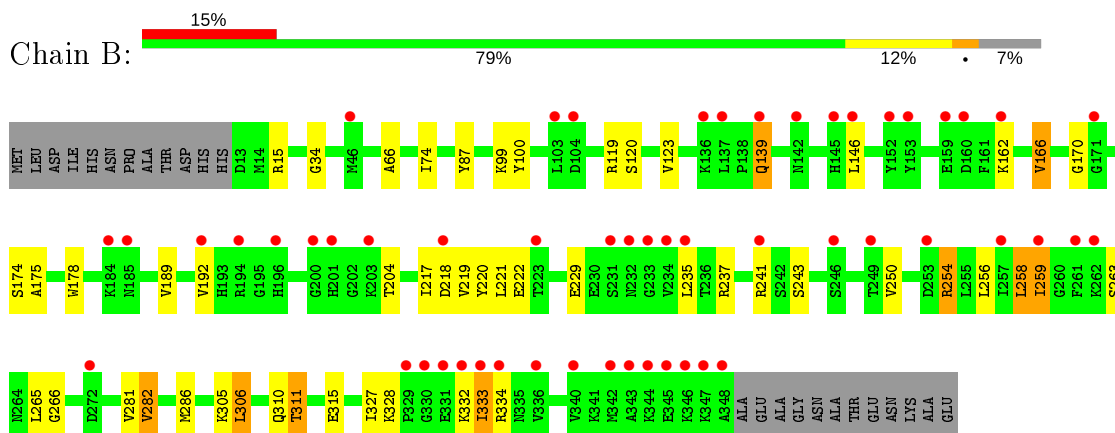 15%
Chain B:
79% 12% • 7%
MET LEU ASP ILE HIS ASN PRO ALA THR ASP HIS HIS D13 M14 R15 G34 M46 A66 I74 Y87 K99 Y100 L103 D104 R119 S120 V123 K136 L137 P138 Q139 N142 H145 L146 Y152 Y153 E159 D160 F161 K162 V166 G170 G171
S174 A175 W178 K184 N185 V189 V192 H193 R194 G195 H196 G200 H201 G202 K203 T204 I217 D218 V219 Y220 L221 E222 T223 E229 E230 S231 N232 G233 V234 L235 T236 R237 R241 S242 S243 S246 T249 V250 D253 R254 L255 L256 I257 L258 I259 G260 F261 K262 S263
N264 L265 G266 D272 V281 V282 M286 K305 L306 Q310 T311 E315 I327 K328 P329 G330 E331 K332 I333 R334 N335 V336 V340 K341 M342 A343 K344 E345 K346 K347 A348 ALA GLU ALA GLY ASN ALA THR GLU ASN LYS ALA GLU